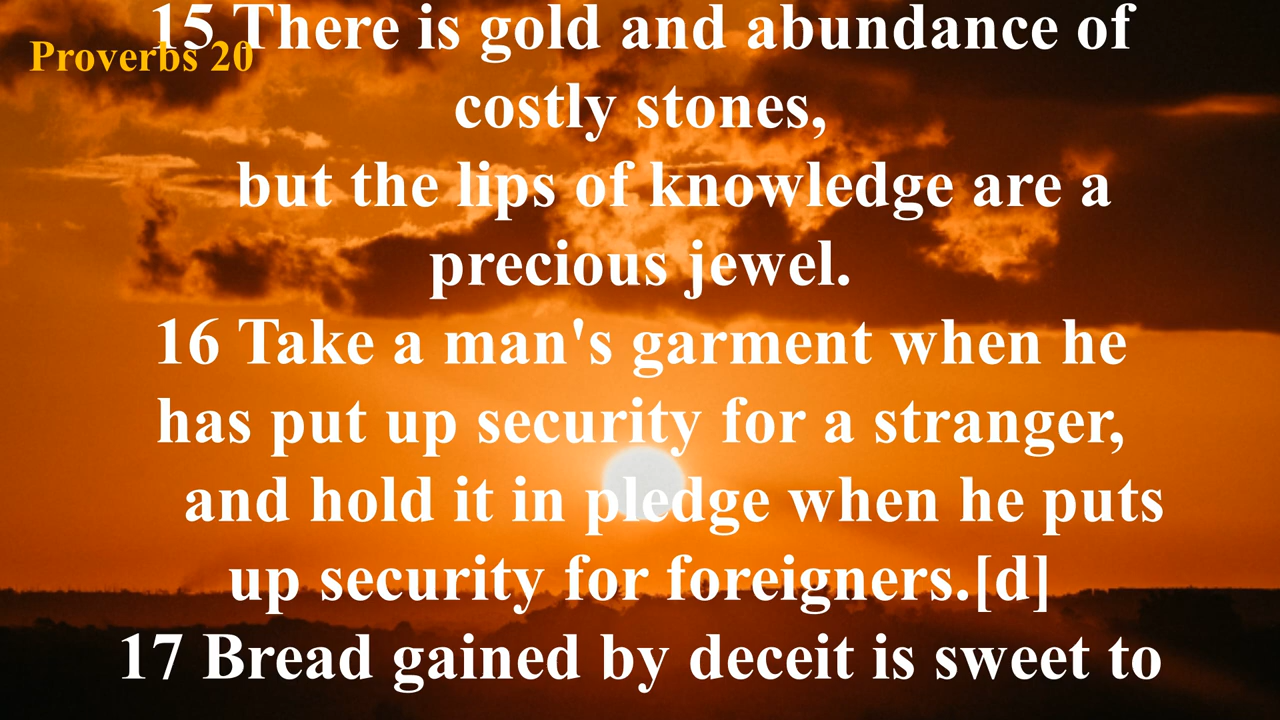 Proverbs 20
15 There is gold and abundance of
costly stones,
but the lips of knowledge are a
precious jewel.
16 Take a man's garment when he
has put up security for a stranger,
and hold it in pledge when he puts
up security for foreigners.[d]
17 Bread gained by deceit is sweet to